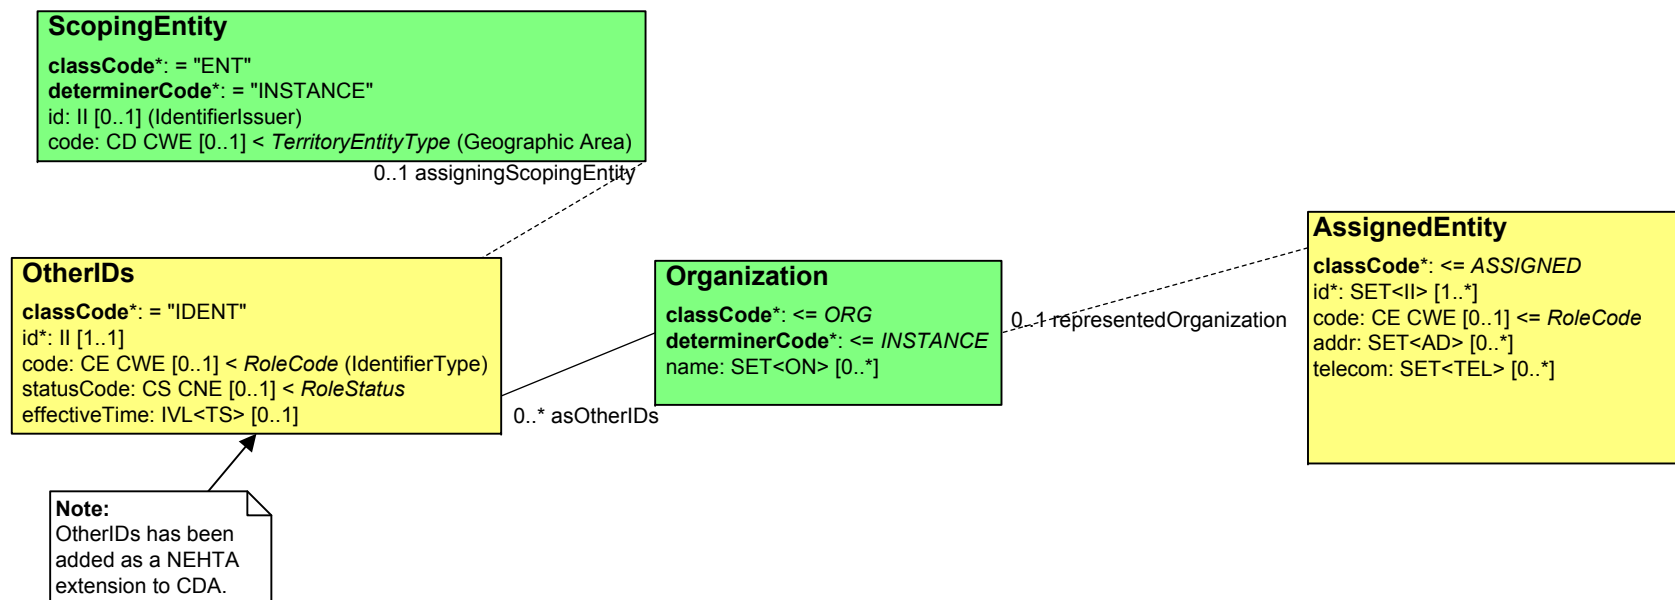 ScopingEntity
classCode*: = "ENT"
determinerCode*: = "INSTANCE"
id: II [0..1] (IdentifierIssuer)
code: CD CWE [0..1] < TerritoryEntityType (Geographic Area)
0..1 assigningScopingEntity
OtherIDs
classCode*: = "IDENT"
id*: II [1..1]
code: CE CWE [0..1] < RoleCode (IdentifierType)
statusCode: CS CNE [0..1] < RoleStatus
effectiveTime: IVL<TS> [0..1]
0..* asOtherIDs
Organization
classCode*: <= ORG
determinerCode*: <= INSTANCE
name: SET<ON> [0..*]
0..1 representedOrganization
AssignedEntity
classCode*: <= ASSIGNED
id*: SET<II> [1..*]
code: CE CWE [0..1] <= RoleCode
addr: SET<AD> [0..*]
telecom: SET<TEL> [0..*]
Note:
OtherIDs has been
added as a NEHTA
extension to CDA.